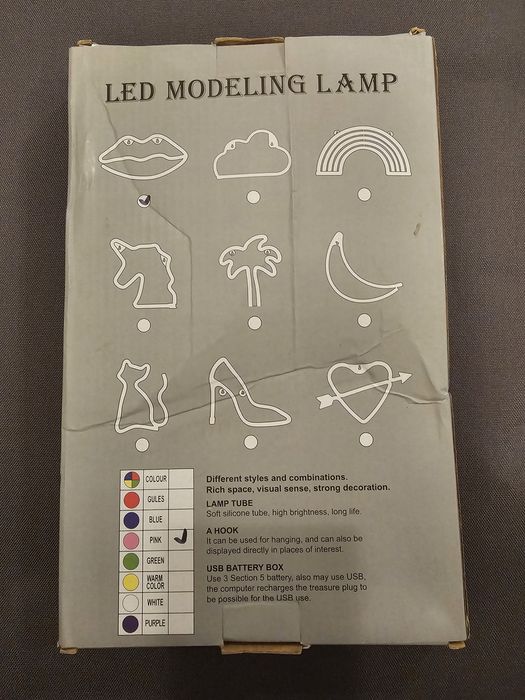 LED MODELING LAMP
COLOUR
GULES
BLUE
PINK
GREEN
WARM
COLOR
WHITE
PURPLE
Different styles and combinations.
Rich space, visual sense, strong decoration.
LAMP TUBE
Soft silicone tube, high brightness, long life.
A HOOK
It can be used for hanging, and can also be
displayed directly in places of interest.
USB BATTERY BOX
Use 3 Section 5 battery, also may use USB,
the computer recharges the treasure plug to
be possible for the USB use.